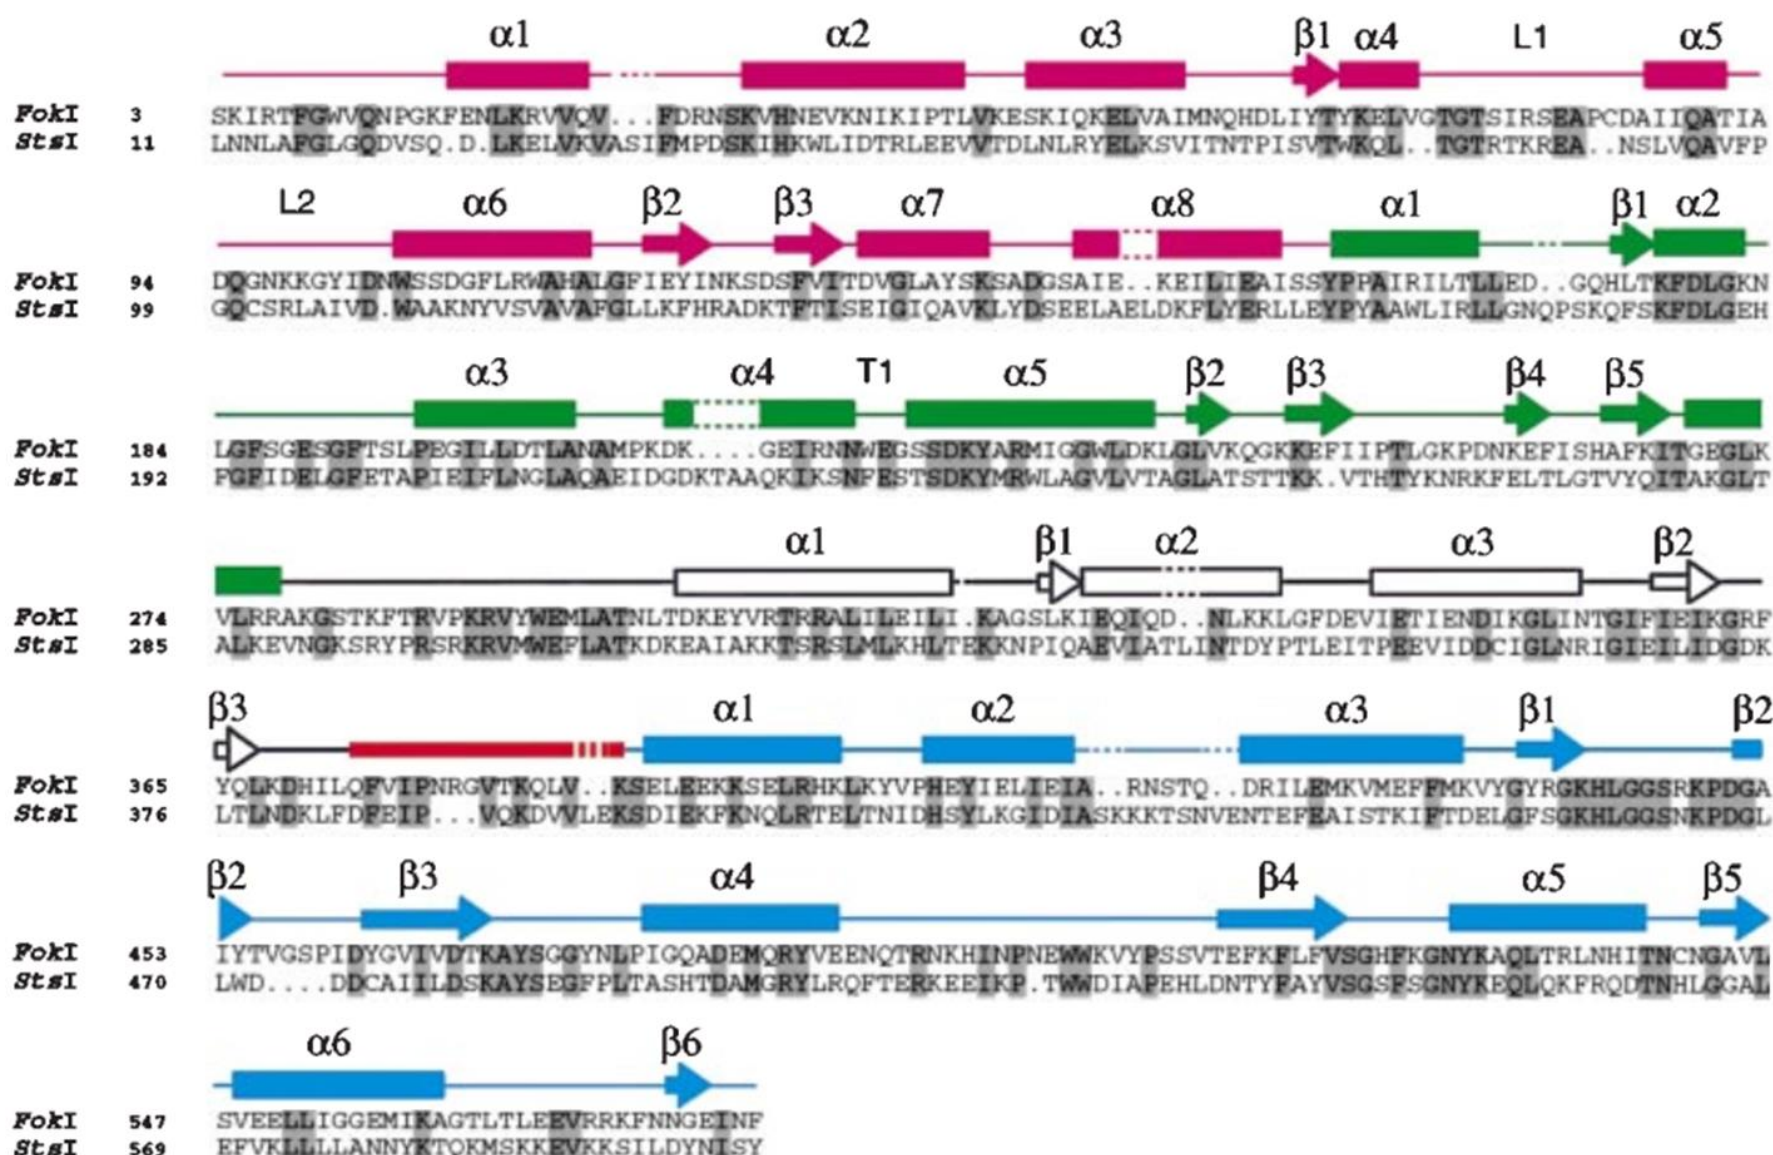 α1 α2 α3 β1 α4 L1 α5
FokI 3 SKIRTFGWVQNPGKFENLKRVVQV...FDRNSKVHNEVKNIKIPTLVKESKIQKELVAIMNQHDLIYTYKELVGTGTSIRSEAPCDAIIQATIA
StsI 11 LNNLAFGLGQDVSQ.D.LKELVKVASIFMPDSKIHKWLIDTRLEEVVTDLNLRYELKSVITNTPISVTWKQL..TGTRTKREA..NSLVQAVFP
L2 α6 β2 β3 α7 α8 α1 β1 α2
FokI 94 DQGNKKGYIDNWSSDGFLRWAHALGFIEYINKSDSFVITDVGLAYSKSADGSAIE..KEILIEAISSYPPAIRILTLLED..GQHLTKFDLGKN
StsI 99 GQCSRLAIVD.WAAKNYVSVAVAFGLLKFHRADKTFTISEIGIQAVKLYDSEELAELDKFLYERLLEYPYAAWLIRLLGNQPSKQFSKFDLGEH
α3 α4 T1 α5 β2 β3 β4 β5
FokI 184 LGFSGESGFTSLPEGILLDTLANAMPKDK....GEIRNNWEGSSDKYARMIGGWLDKLGLVKQGKKEFIIPTLGKPDNKEFISHAFKITGEGLK
StsI 192 FGFIDELGFETAPIEIFLNGLAQAEIDGDKTAAQKIKSNFESTSDKYMRWLAGVLVTAGLATSTTKK.VTHTYKNRKFELTLGTVYQITAKGLT
α1 β1 α2 α3 β2
FokI 274 VLRRAKGSTKFTRVPKRVYWEMLATNLTDKEYVRTRRALILEILI.KAGSLKIEQIQD..NLKKLGFDEVIETIENDIKGLINTGIFIEIKGRF
StsI 285 ALKEVNGKSRYPRSRKRVMWEFLATKDKEAIAKKTSRSLMLKHLTEKKNPIQAEVIATLINTDYPTLEITPEEVIDDCIGLNRIGIEILIDGDK
β3 α1 α2 α3 β1 β2
FokI 365 YQLKDHILQFVIPNRGVTKQLV..KSELEEKKSELRHKLKYVPHEYIELIEIA..RNSTQ..DRILEMKVMEFFMKVYGYRGKHLGGSRKPDGA
StsI 376 LTLNDKLFDFEIP...VQKDVVLEKSDIEKFKNQLRTELTNIDHSYLKGIDIASKKKTSNVENTEFEAISTKIFTDELGFSGKHLGGSNKPDGL
β2 β3 α4 β4 α5 β5
FokI 453 IYTVGSPIDYGVIVDTKAYSGGYNLPIGQADEMQRYVEENQTRNKHINPNEWWKVYPSSVTEFKFLFVSGHFKGNYKAQLTRLNHITNCNGAVL
StsI 470 LWD....DDCAIILDSKAYSEGFPLTASHTDAMGRYLRQFTERKEEIKP.TWWDIAPEHLDNTYFAYVSGSFSGNYKEQLQKFRQDTNHLGGAL
α6 β6
FokI 547 SVEELLIGGEMIKAGTLTLEEVRRKFNNGEINF
StsI 569 EFVKLLLLANNYKTQKMSKKEVKKSILDYNISY